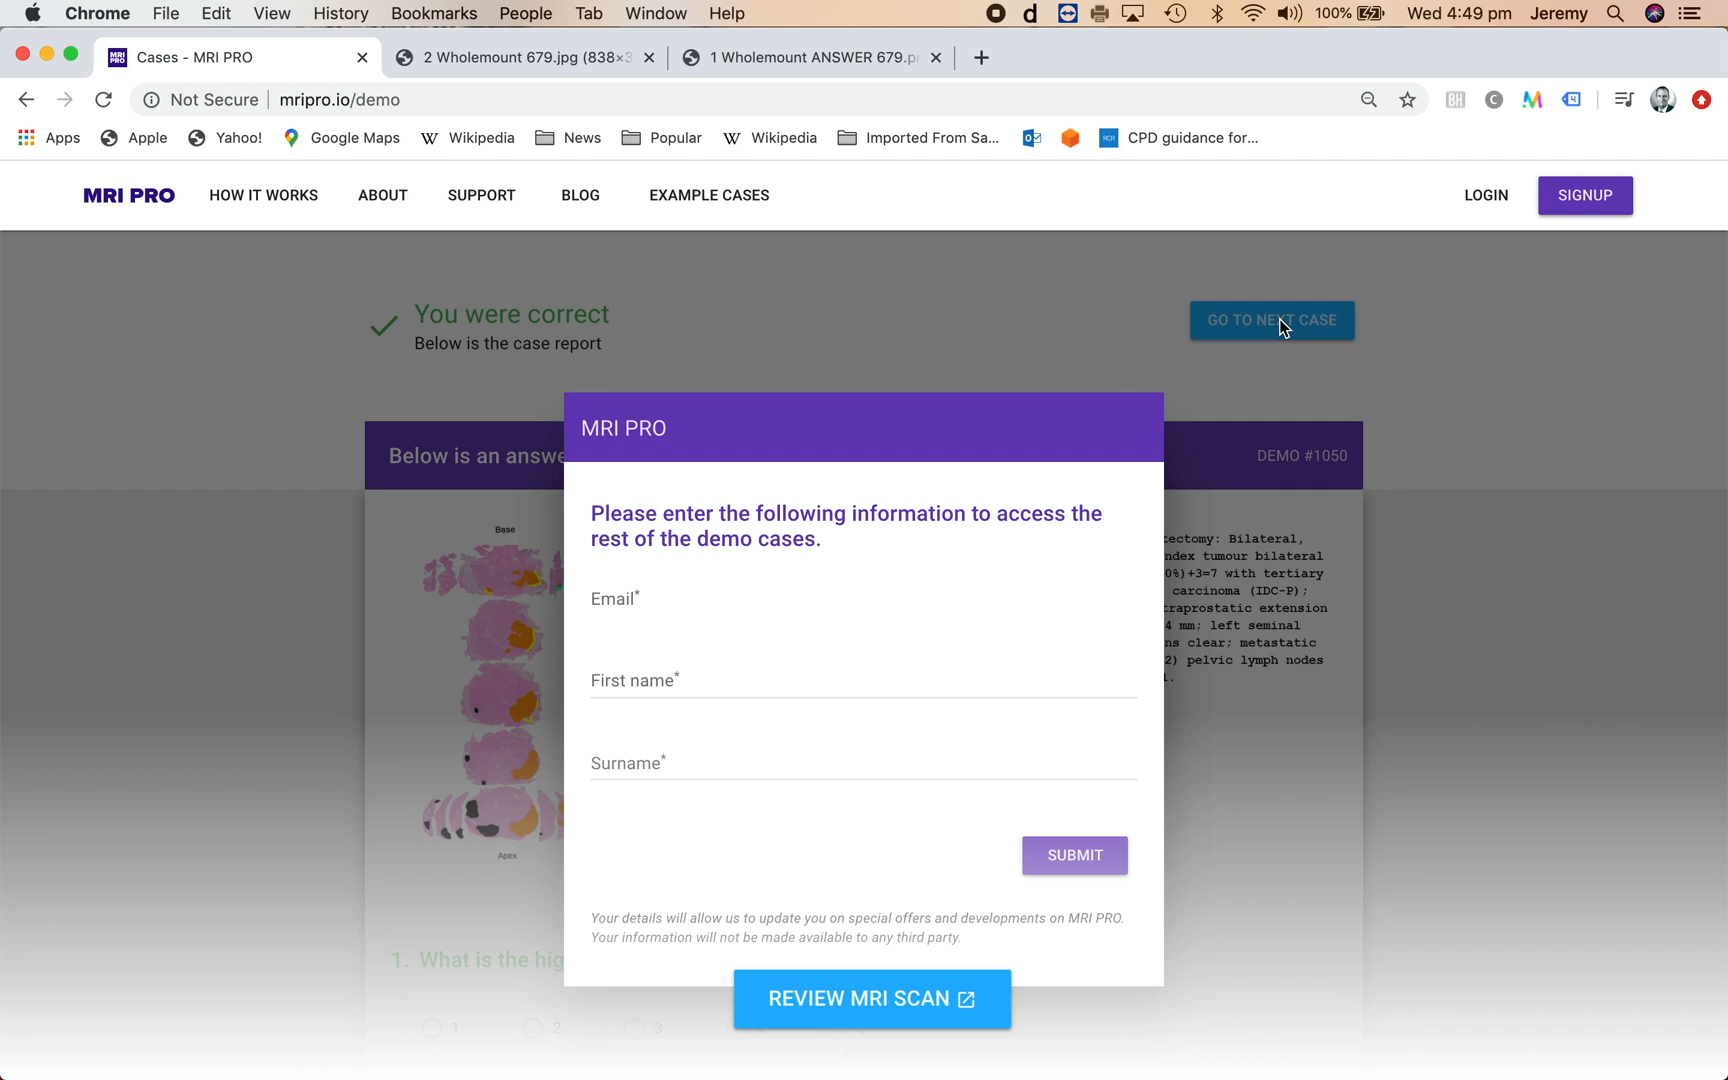 Chrome File Edit View History Bookmarks People Tab Window Help d 100% Wed 4:49 pm Jeremy
MRI PRO Cases - MRI PRO 2 Wholemount 679.jpg (838×3 1 Wholemount ANSWER 679.pr
Not Secure mripro.io/demo
Apps Apple Yahoo! Google Maps Wikipedia News Popular Wikipedia Imported From Sa... CPD guidance for...
MRI PRO HOW IT WORKS ABOUT SUPPORT BLOG EXAMPLE CASES LOGIN SIGNUP
You were correct
Below is the case report
GO TO NEXT CASE
Below is an answe
DEMO #1050
MRI PRO
Please enter the following information to access the
rest of the demo cases.
Email*
First name*
Surname*
SUBMIT
Your details will allow us to update you on special offers and developments on MRI PRO.
Your information will not be made available to any third party.
REVIEW MRI SCAN
Base
Apex
ectomy: Bilateral,
ndex tumour bilateral
0%)+3=7 with tertiary
carcinoma (IDC-P);
traprostatic extension
4 mm; left seminal
ns clear; metastatic
2) pelvic lymph nodes
1. What is the hig
1 2 3